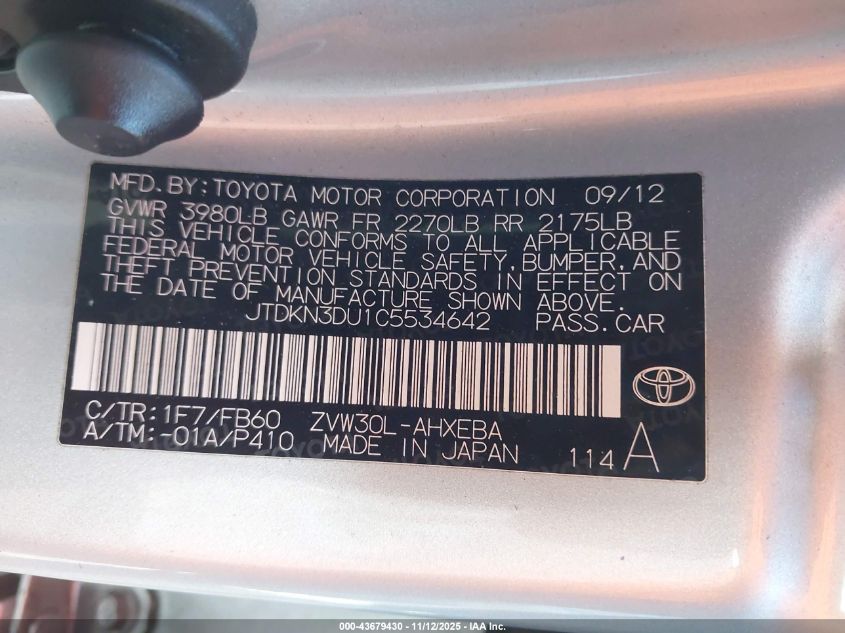 MFD. BY: TOYOTA MOTOR CORPORATION 09/12
GVWR 3980LB GAWR FR 2270LB RR 2175LB
THIS VEHICLE CONFORMS TO ALL APPLICABLE
FEDERAL MOTOR VEHICLE SAFETY, BUMPER, AND
THEFT PREVENTION STANDARDS IN EFFECT ON
THE DATE OF MANUFACTURE SHOWN ABOVE.
JTDKN3DU1C5534642 PASS. CAR
C/TR: 1F7/FB60 ZVW30L-AHXEBA
A/TM: -01A/P410 MADE IN JAPAN 114 A
000-43679430 - 11/12/2025 - IAA Inc.